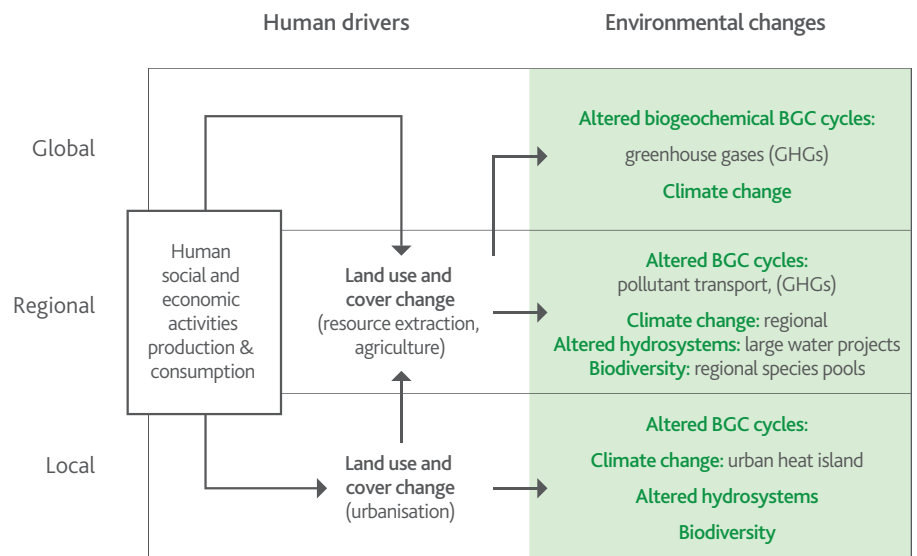 Human drivers
Environmental changes
Global
Altered biogeochemical BGC cycles:
greenhouse gases (GHGs)
Climate change
Regional
Human
social and
economic
activities
production &
consumption
Land use and
cover change
(resource extraction,
agriculture)
Altered BGC cycles:
pollutant transport, (GHGs)
Climate change: regional
Altered hydrosystems: large water projects
Biodiversity: regional species pools
Local
Land use and
cover change
(urbanisation)
Altered BGC cycles:
Climate change: urban heat island
Altered hydrosystems
Biodiversity